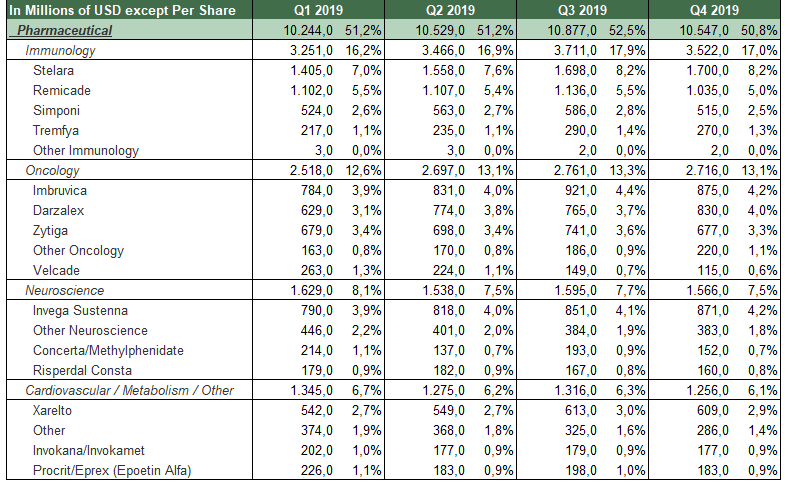 In Millions of USD except Per Share Q1 2019 Q2 2019 Q3 2019 Q4 2019
Pharmaceutical 10.244,0 51,2% 10.529,0 51,2% 10.877,0 52,5% 10.547,0 50,8%
Immunology 3.251,0 16,2% 3.466,0 16,9% 3.711,0 17,9% 3.522,0 17,0%
Stelara 1.405,0 7,0% 1.558,0 7,6% 1.698,0 8,2% 1.700,0 8,2%
Remicade 1.102,0 5,5% 1.107,0 5,4% 1.136,0 5,5% 1.035,0 5,0%
Simponi 524,0 2,6% 563,0 2,7% 586,0 2,8% 515,0 2,5%
Tremfya 217,0 1,1% 235,0 1,1% 290,0 1,4% 270,0 1,3%
Other Immunology 3,0 0,0% 3,0 0,0% 2,0 0,0% 2,0 0,0%
Oncology 2.518,0 12,6% 2.697,0 13,1% 2.761,0 13,3% 2.716,0 13,1%
Imbruvica 784,0 3,9% 831,0 4,0% 921,0 4,4% 875,0 4,2%
Darzalex 629,0 3,1% 774,0 3,8% 765,0 3,7% 830,0 4,0%
Zytiga 679,0 3,4% 698,0 3,4% 741,0 3,6% 677,0 3,3%
Other Oncology 163,0 0,8% 170,0 0,8% 186,0 0,9% 220,0 1,1%
Velcade 263,0 1,3% 224,0 1,1% 149,0 0,7% 115,0 0,6%
Neuroscience 1.629,0 8,1% 1.538,0 7,5% 1.595,0 7,7% 1.566,0 7,5%
Invega Sustenna 790,0 3,9% 818,0 4,0% 851,0 4,1% 871,0 4,2%
Other Neuroscience 446,0 2,2% 401,0 2,0% 384,0 1,9% 383,0 1,8%
Concerta/Methylphenidate 214,0 1,1% 137,0 0,7% 193,0 0,9% 152,0 0,7%
Risperdal Consta 179,0 0,9% 182,0 0,9% 167,0 0,8% 160,0 0,8%
Cardiovascular / Metabolism / Other 1.345,0 6,7% 1.275,0 6,2% 1.316,0 6,3% 1.256,0 6,1%
Xarelto 542,0 2,7% 549,0 2,7% 613,0 3,0% 609,0 2,9%
Other 374,0 1,9% 368,0 1,8% 325,0 1,6% 286,0 1,4%
Invokana/Invokamet 202,0 1,0% 177,0 0,9% 179,0 0,9% 177,0 0,9%
Procrit/Eprex (Epoetin Alfa) 226,0 1,1% 183,0 0,9% 198,0 1,0% 183,0 0,9%